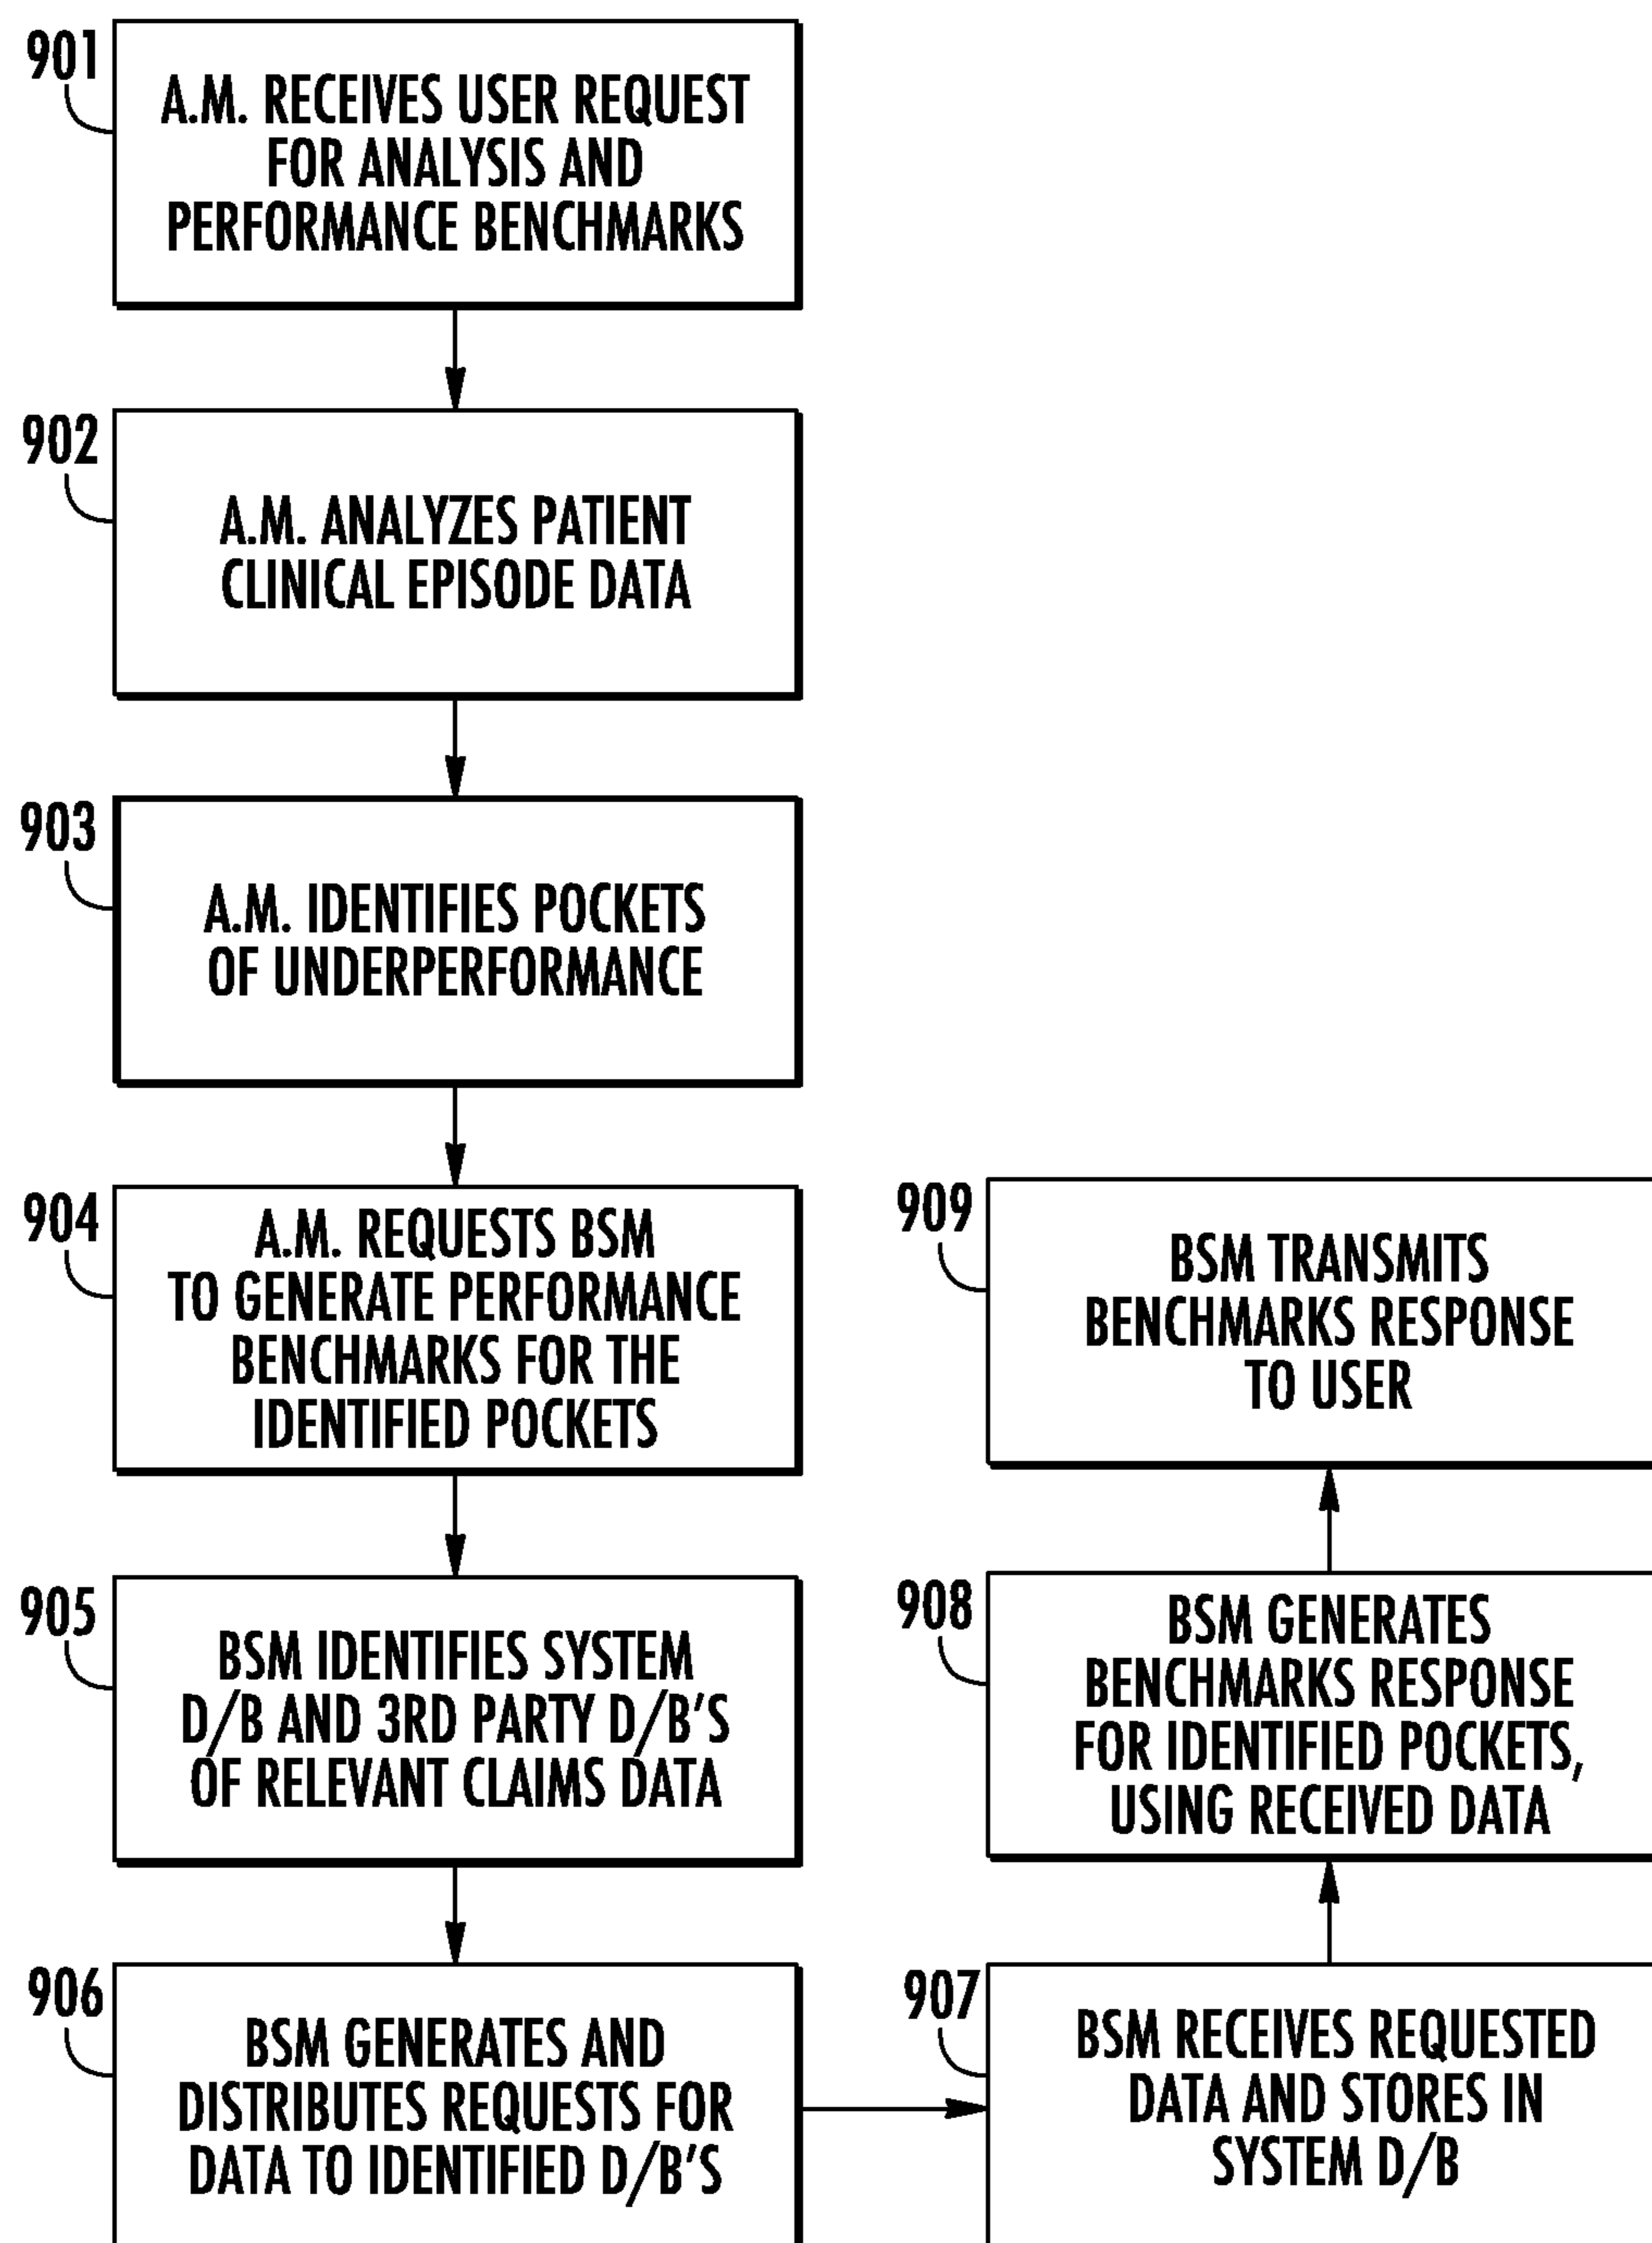 901
A.M. RECEIVES USER REQUEST
FOR ANALYSIS AND
PERFORMANCE BENCHMARKS
902
A.M. ANALYZES PATIENT
CLINICAL EPISODE DATA
903
A.M. IDENTIFIES POCKETS
OF UNDERPERFORMANCE
904
A.M. REQUESTS BSM
TO GENERATE PERFORMANCE
BENCHMARKS FOR THE
IDENTIFIED POCKETS
905
BSM IDENTIFIES SYSTEM
D/B AND 3RD PARTY D/B'S
OF RELEVANT CLAIMS DATA
906
BSM GENERATES AND
DISTRIBUTES REQUESTS FOR
DATA TO IDENTIFIED D/B'S
907
BSM RECEIVES REQUESTED
DATA AND STORES IN
SYSTEM D/B
908
BSM GENERATES
BENCHMARKS RESPONSE
FOR IDENTIFIED POCKETS,
USING RECEIVED DATA
909
BSM TRANSMITS
BENCHMARKS RESPONSE
TO USER